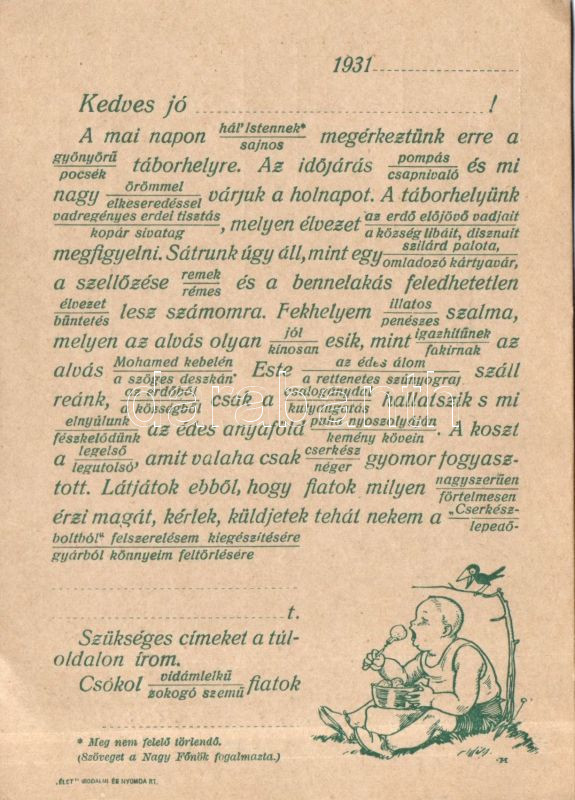 1931
Kedves jó !
A mai napon hál' Istennek* / sajnos megérkeztünk erre a
gyönyörű / pocsék táborhelyre. Az időjárás pompás / csapnivaló és mi
nagy örömmel / elkeseredéssel várjuk a holnapot. A táborhelyünk
vadregényes erdei tisztás / kopár sivatag, melyen élvezet az erdő előjövő vadjait / a község libáit, disznait
megfigyelni. Sátrunk úgy áll, mint egy szilárd palota, / omladozó kártyavár,
a szellőzése remek / rémes és a bennelakás feledhetetlen
élvezet / büntetés lesz számomra. Fekhelyem illatos / penészes szalma,
melyen az alvás olyan jól / kínosan esik, mint igazhitűnek / fakirnak az
alvás Mohamed kebelén / a szöges deszkán. Este az édes álom / a rettenetes szúnyograj száll
reánk, az erdőből / a községből csak a csalogánydal / kutyaugatás hallatszik s mi
elnyúlunk / fészkelődünk az édes anyaföld puha nyoszolyáján / kemény kövein. A koszt
a legelső / legutolsó, amit valaha csak cserkész / néger gyomor fogyasz-
tott. Látjátok ebből, hogy fiatok milyen nagyszerűen / förtelmesen
érzi magát, kérlek, küldjetek tehát nekem a „Cserkész- / lepedő-
boltból" felszerelésem kiegészítésére / gyárból könnyeim feltörlésére
t.
Szükséges címeket a túl-
oldalon írom.
Csókol vidámlelkű / zokogó szemű fiatok
* Meg nem felelő törlendő.
(Szöveget a Nagy Főnök fogalmazta.)
„ÉLET" IRODALMI ÉS NYOMDA RT.
darabanth